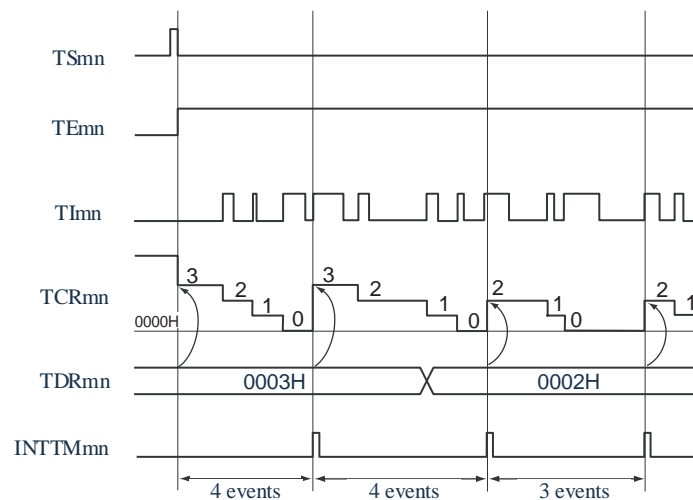 TSmn
TEmn
TImn
TCRmn
3 2 1 0 3 2 1 0 2 1 0 2 1
0000H
TDRmn 0003H 0002H
INTTMmn
4 events 4 events 3 events